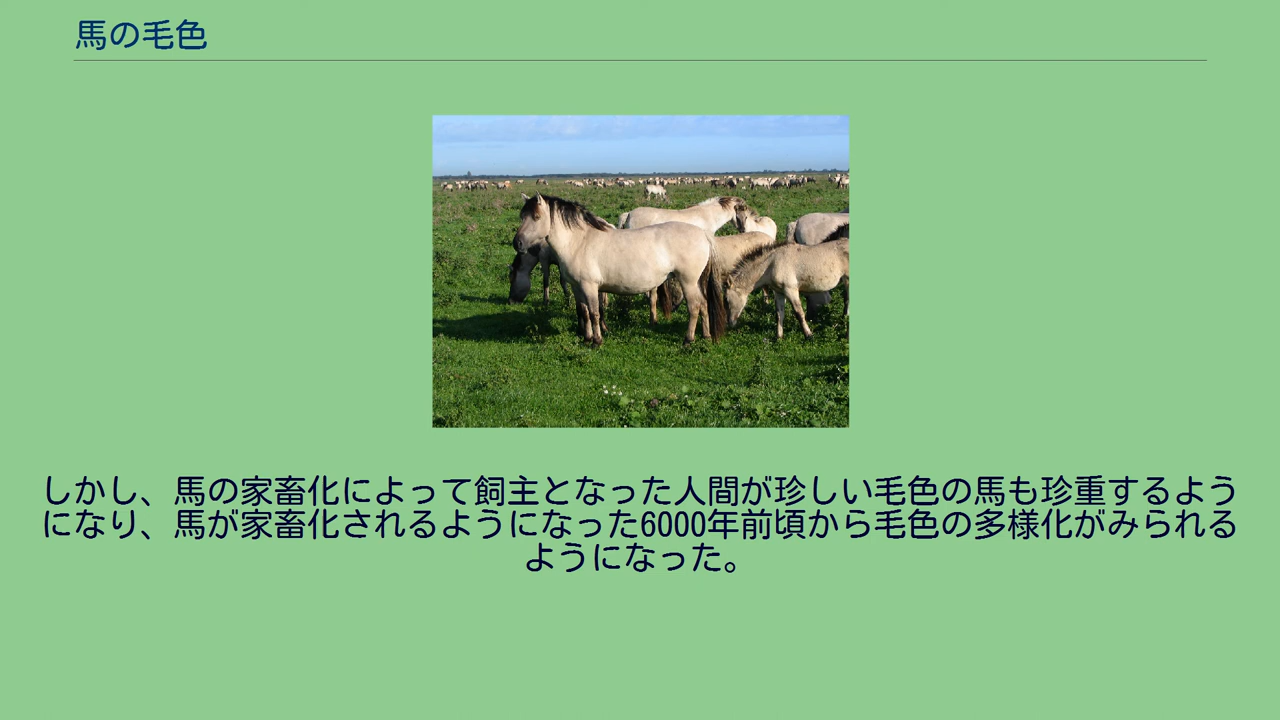 馬の毛色
しかし、馬の家畜化によって飼主となった人間が珍しい毛色の馬も珍重するよう
になり、馬が家畜化されるようになった6000年前頃から毛色の多様化がみられる
ようになった。